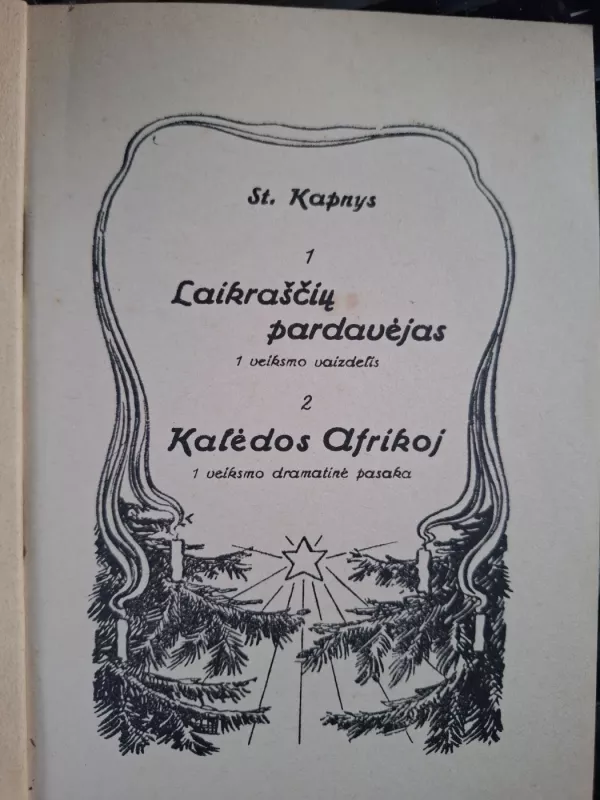 St. Kapnys
1
Laikraščių
pardavėjas
1 veiksmo vaizdelis
2
Kalėdos Afrikoj
1 veiksmo dramatinė pasaka